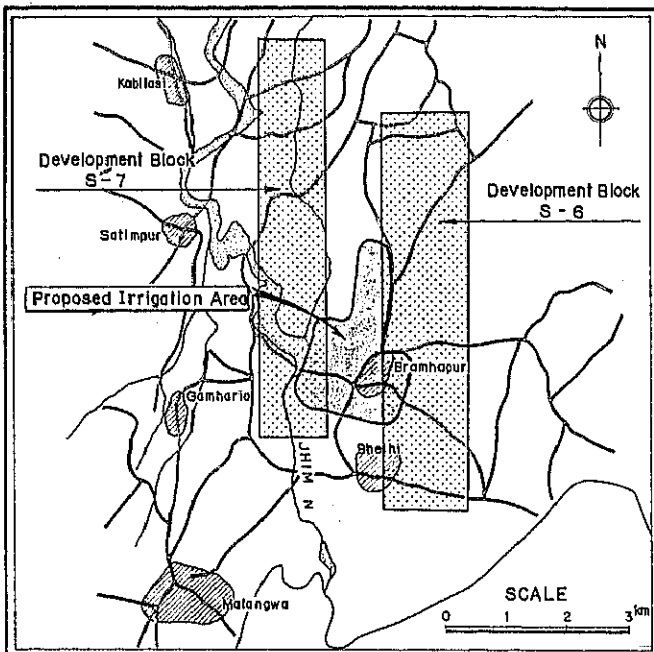 N
Kabilasi
Development Block
S-7
Development Block
S - 6
Satimpur
Proposed Irrigation Area
Bramhapur
Gamharia
Bhelhi
JHIM N
Malangwa
SCALE
0 1 2 3 km